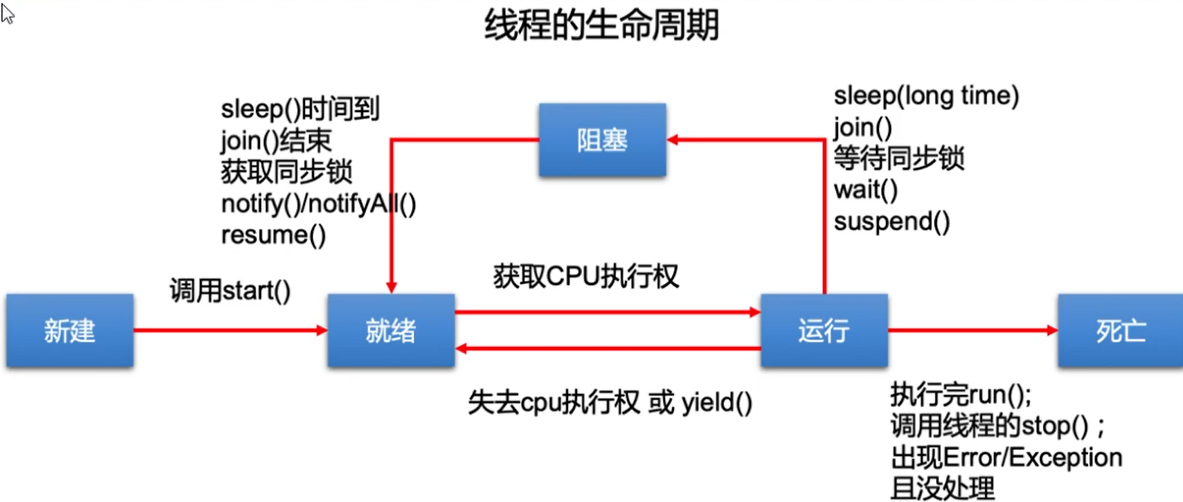 线程的生命周期
sleep()时间到
join()结束
获取同步锁
notify()/notifyAll()
resume()
阻塞
sleep(long time)
join()
等待同步锁
wait()
suspend()
调用start()
获取CPU执行权
新建
就绪
运行
死亡
失去cpu执行权 或 yield()
执行完run();
调用线程的stop()；
出现Error/Exception
且没处理